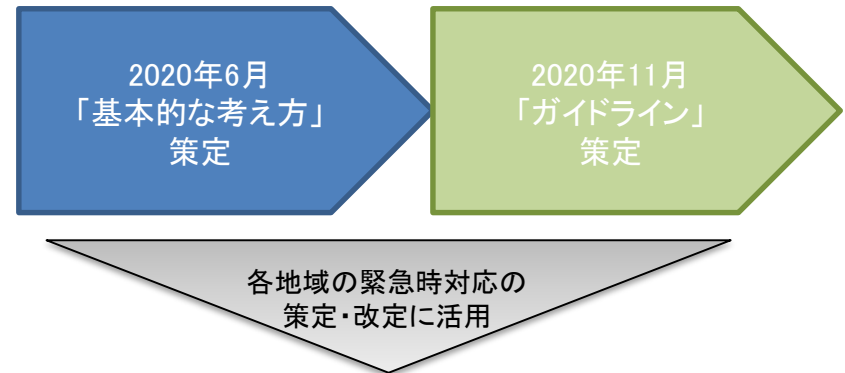 2020年6月
「基本的な考え方」
策定
2020年11月
「ガイドライン」
策定
各地域の緊急時対応の
策定・改定に活用